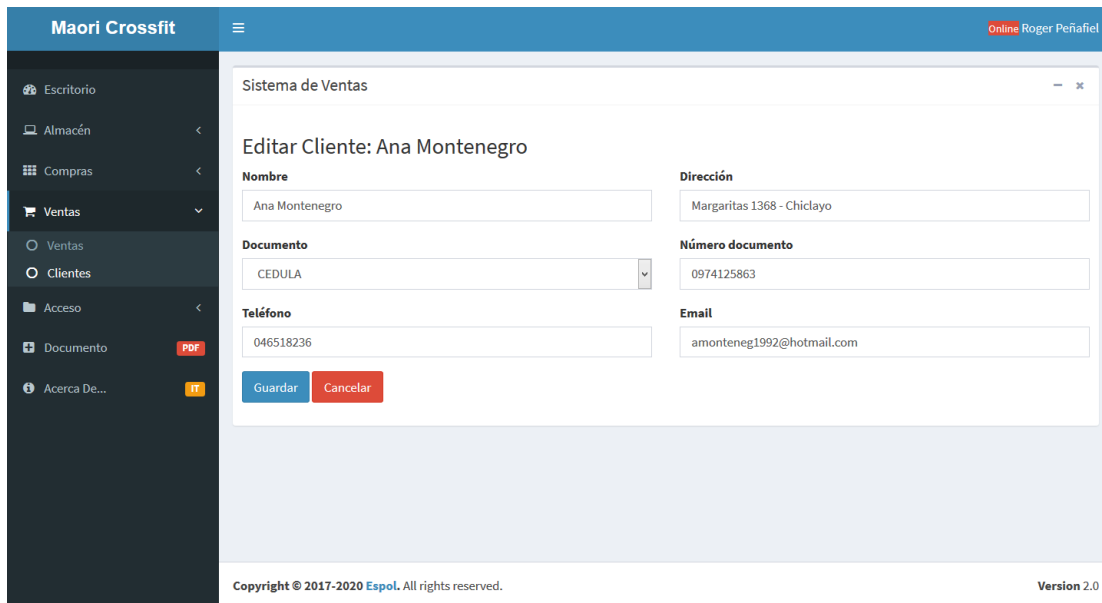 Maori Crossfit
Online Roger Peñafiel
Escritorio
Almacén
Compras
Ventas
Ventas
Clientes
Acceso
Documento PDF
Acerca De... IT
Sistema de Ventas
Editar Cliente: Ana Montenegro
Nombre
Ana Montenegro
Dirección
Margaritas 1368 - Chiclayo
Documento
CEDULA
Número documento
0974125863
Teléfono
046518236
Email
amonteneg1992@hotmail.com
Guardar Cancelar
Copyright © 2017-2020 Espol. All rights reserved.
Version 2.0